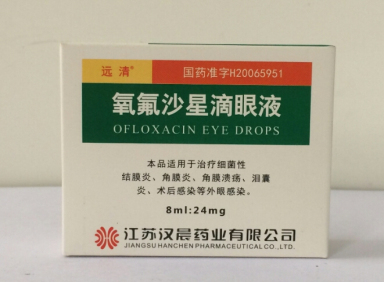 远清®
国药准字H20065951
氧氟沙星滴眼液
OFLOXACIN EYE DROPS
本品适用于治疗细菌性
结膜炎、角膜炎、角膜溃疡、泪囊
炎、术后感染等外眼感染。
8ml:24mg
江苏汉晨药业有限公司
JIANGSU HANCHEN PHARMACEUTICAL CO.,LTD.